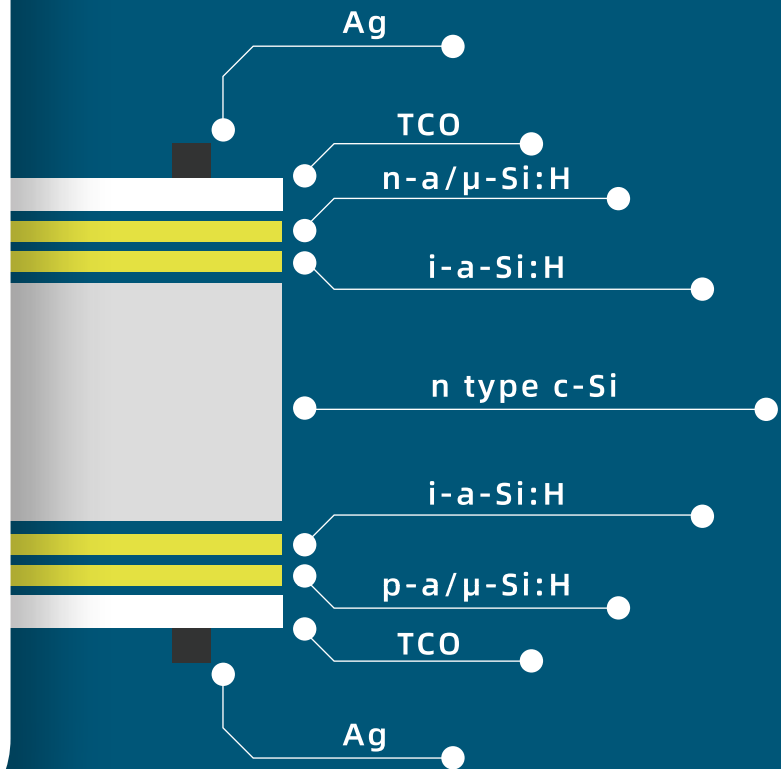 Ag
TCO
n-a/μ-Si:H
i-a-Si:H
n type c-Si
i-a-Si:H
p-a/μ-Si:H
TCO
Ag